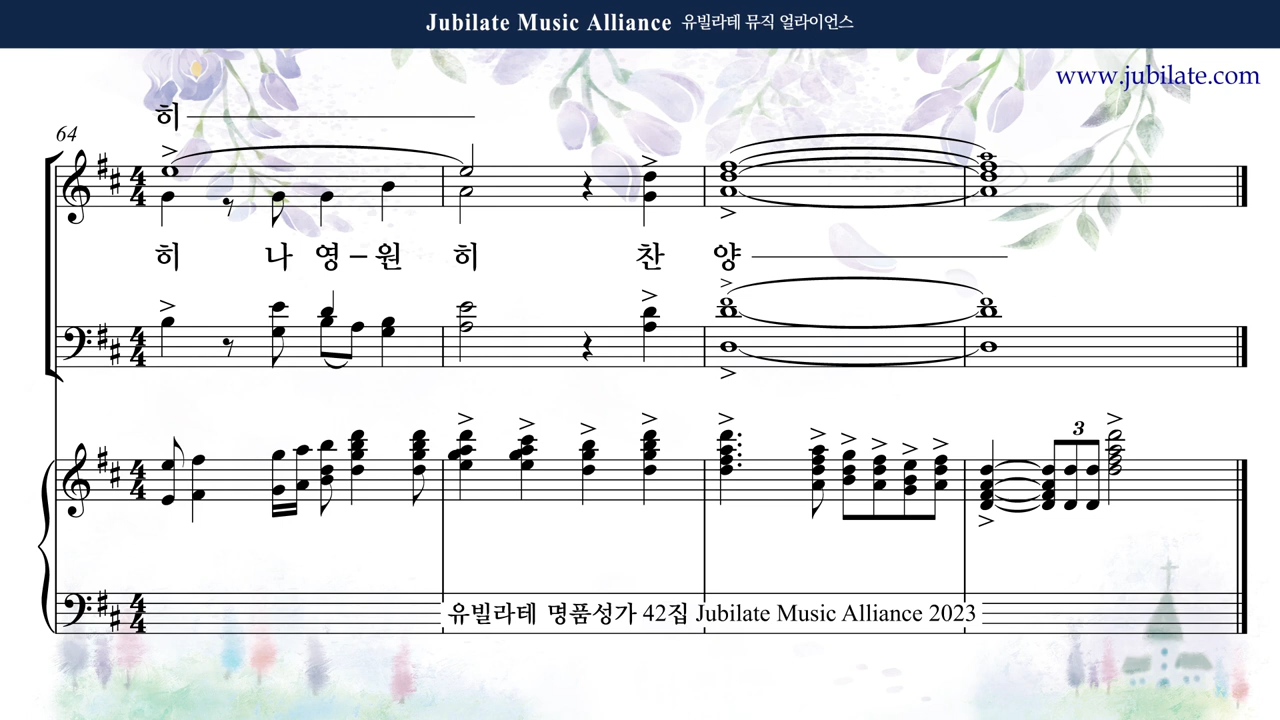 Jubilate Music Alliance 유빌라테 뮤직 얼라이언스
www.jubilate.com
히
64
히 나 영-원 히 찬 양
3
유빌라테 명품성가 42집 Jubilate Music Alliance 2023